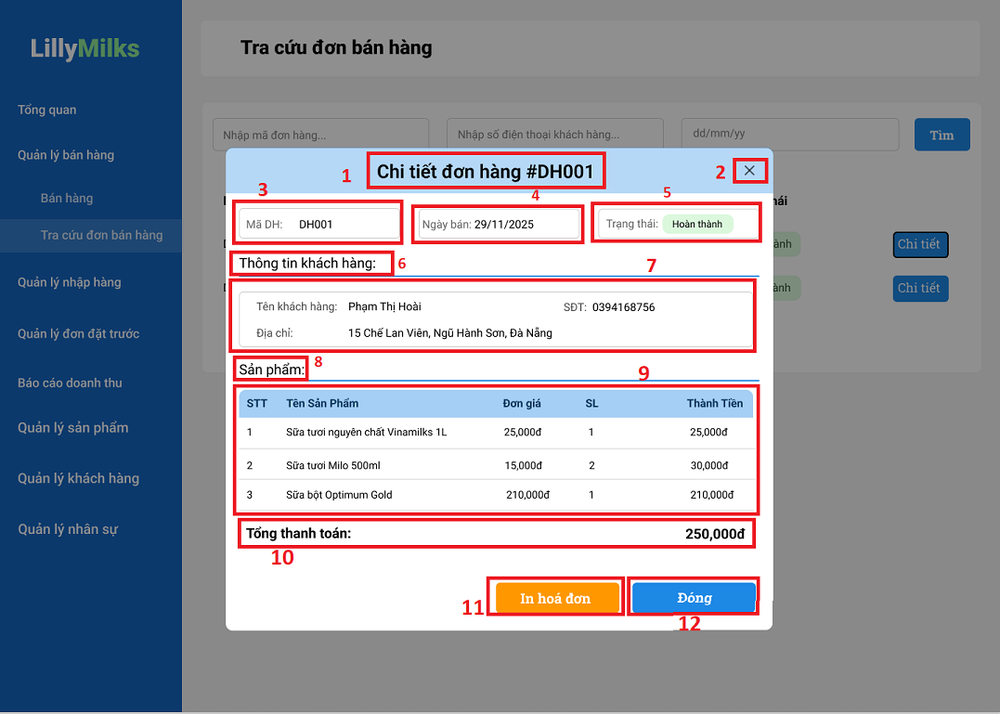 LillyMilks
Tổng quan
Quản lý bán hàng
Bán hàng
Tra cứu đơn bán hàng
Quản lý nhập hàng
Quản lý đơn đặt trước
Báo cáo doanh thu
Quản lý sản phẩm
Quản lý khách hàng
Quản lý nhân sự
Tra cứu đơn bán hàng
Nhập mã đơn hàng... Nhập số điện thoại khách hàng... dd/mm/yy Tìm
1 Chi tiết đơn hàng #DH001 2
3 4 5
Mã DH: DH001 Ngày bán: 29/11/2025 Trạng thái: Hoàn thành
Chi tiết
Chi tiết
Thông tin khách hàng: 6 7
Tên khách hàng: Phạm Thị Hoài SĐT: 0394168756
Địa chỉ: 15 Chế Lan Viên, Ngũ Hành Sơn, Đà Nẵng
Sản phẩm: 8 9
STT Tên Sản Phẩm Đơn giá SL Thành Tiền
1 Sữa tươi nguyên chất Vinamilks 1L 25,000đ 1 25,000đ
2 Sữa tươi Milo 500ml 15,000đ 2 30,000đ
3 Sữa bột Optimum Gold 210,000đ 1 210,000đ
Tổng thanh toán: 250,000đ
10
11 In hoá đơn Đóng
12